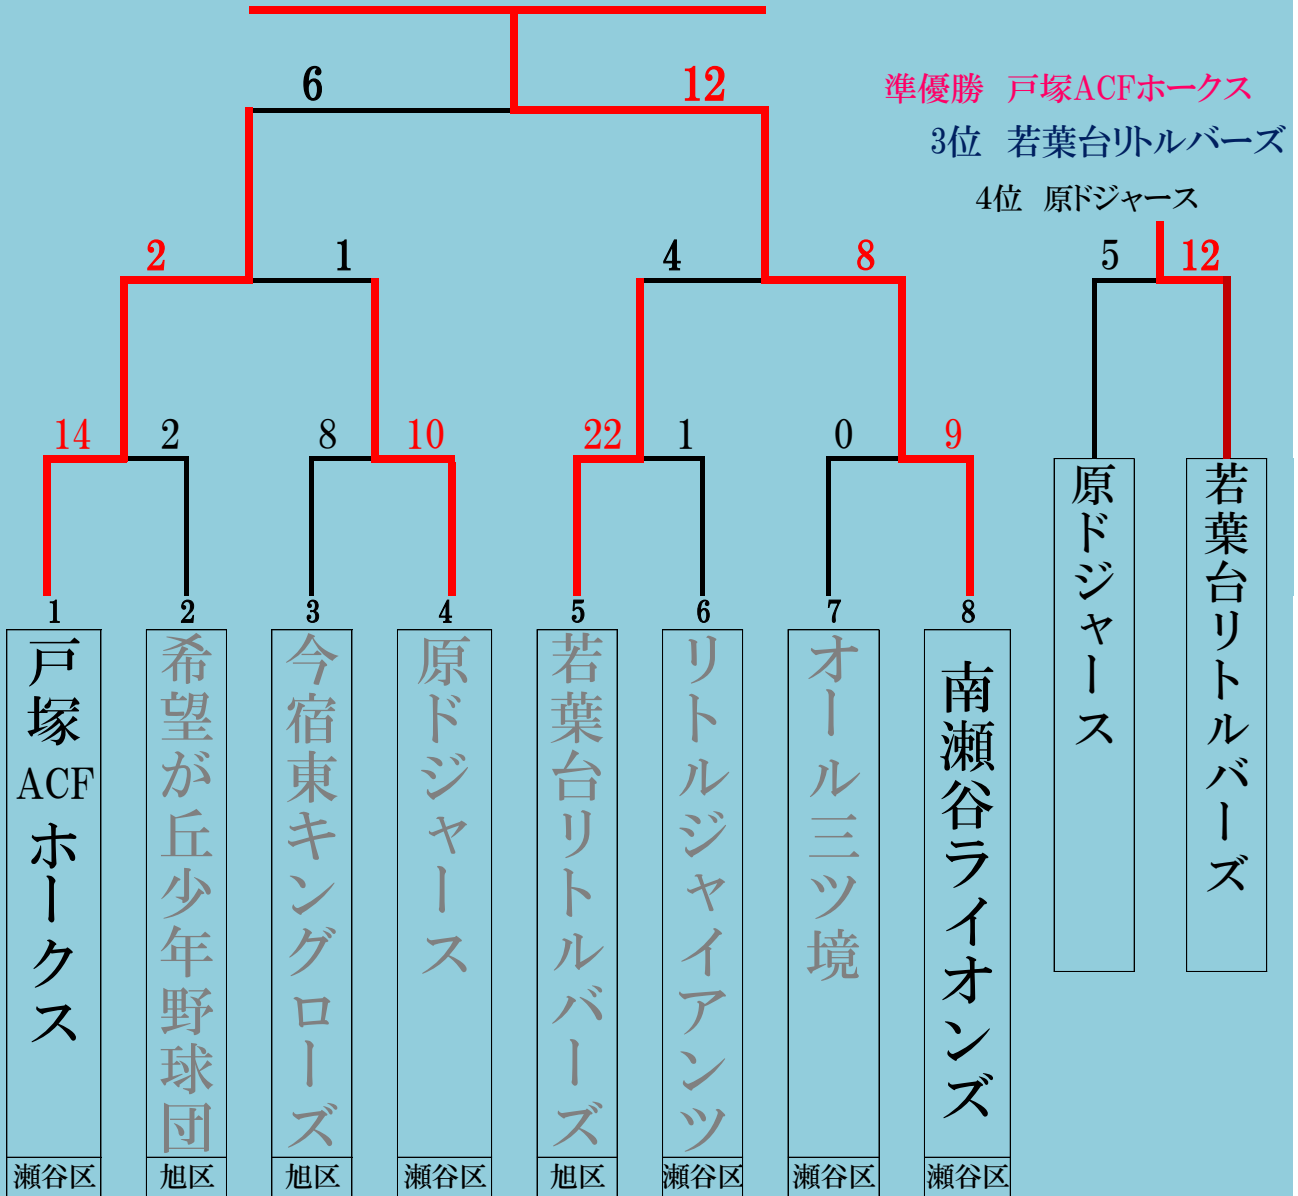 6
12
準優勝 戸塚ACFホークス
3位 若葉台リトルバーズ
4位 原ドジャース
2
1
4
8
5
12
14
2
8
10
22
1
0
9
原ドジャース
若葉台リトルバーズ
1
2
3
4
5
6
7
8
戸塚ACFホークス
希望が丘少年野球団
今宿東キングローズ
原ドジャース
若葉台リトルバーズ
リトルジャイアンツ
オール三ツ境
南瀬谷ライオンズ
瀬谷区
旭区
旭区
瀬谷区
旭区
瀬谷区
瀬谷区
瀬谷区